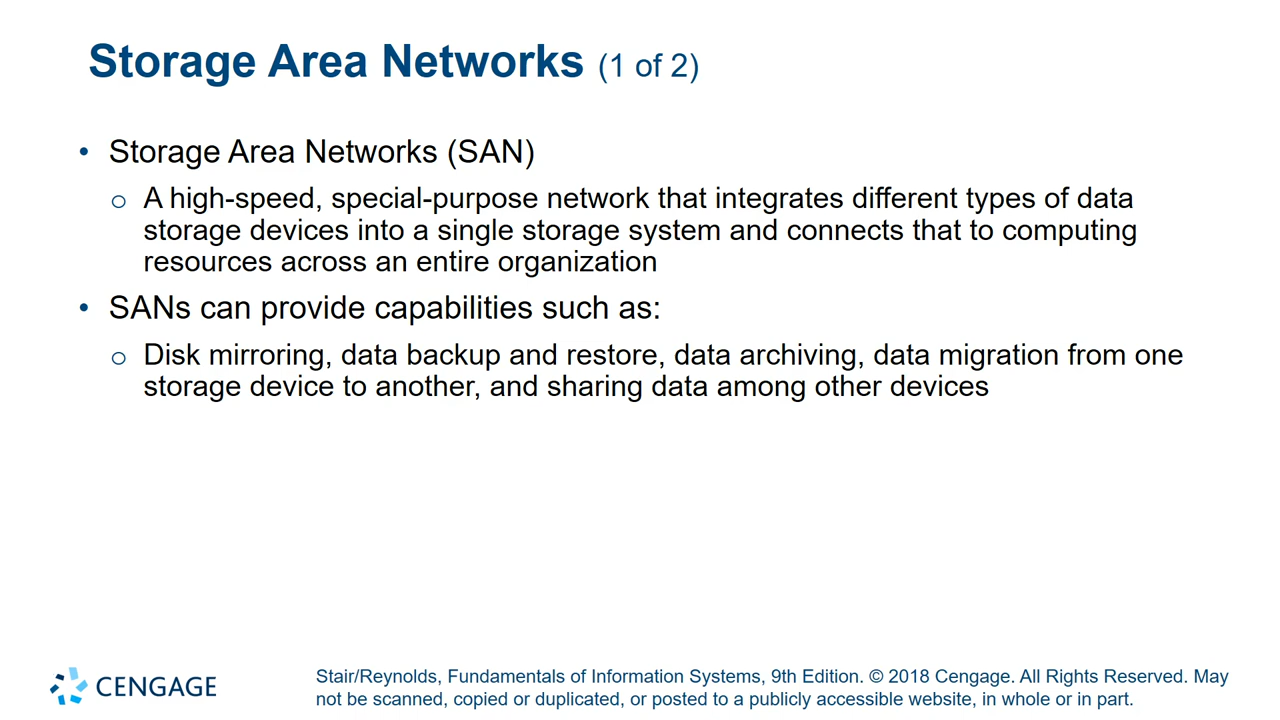 Storage Area Networks (1 of 2)
• Storage Area Networks (SAN)
o A high-speed, special-purpose network that integrates different types of data
storage devices into a single storage system and connects that to computing
resources across an entire organization
• SANs can provide capabilities such as:
o Disk mirroring, data backup and restore, data archiving, data migration from one
storage device to another, and sharing data among other devices
CENGAGE
Stair/Reynolds, Fundamentals of Information Systems, 9th Edition. © 2018 Cengage. All Rights Reserved. May
not be scanned, copied or duplicated, or posted to a publicly accessible website, in whole or in part.